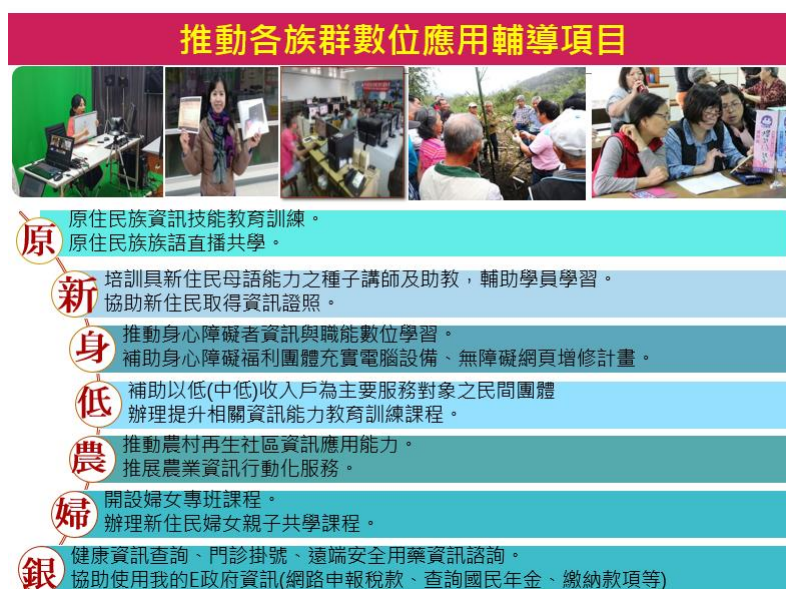 推動各族群數位應用輔導項目
原
原住民族資訊技能教育訓練。
原住民族族語直播共學。
新
培訓具新住民母語能力之種子講師及助教，輔助學員學習。
協助新住民取得資訊證照。
身
推動身心障礙者資訊與職能數位學習。
補助身心障礙福利團體充實電腦設備、無障礙網頁增修計畫。
低
補助以低(中低)收入戶為主要服務對象之民間團體
辦理提升相關資訊能力教育訓練課程。
農
推動農村再生社區資訊應用能力。
推展農業資訊行動化服務。
婦
開設婦女專班課程。
辦理新住民婦女親子共學課程。
銀
健康資訊查詢、門診掛號、遠端安全用藥資訊諮詢。
協助使用我的E政府資訊(網路申報稅款、查詢國民年金、繳納款項等)